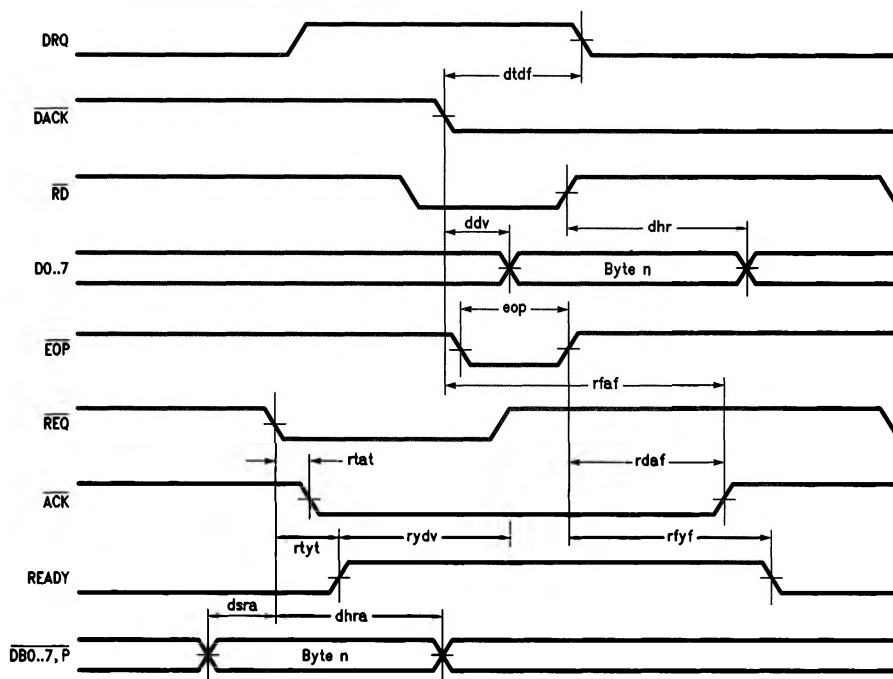 DRQ
dtdf
DACK
RD
ddv
dhr
D0..7
Byte n
eop
EOP
rfaf
REQ
rtat
rdaf
ACK
rtyt
rydv
rfyf
READY
dsra
dhra
DB0..7, P
Byte n